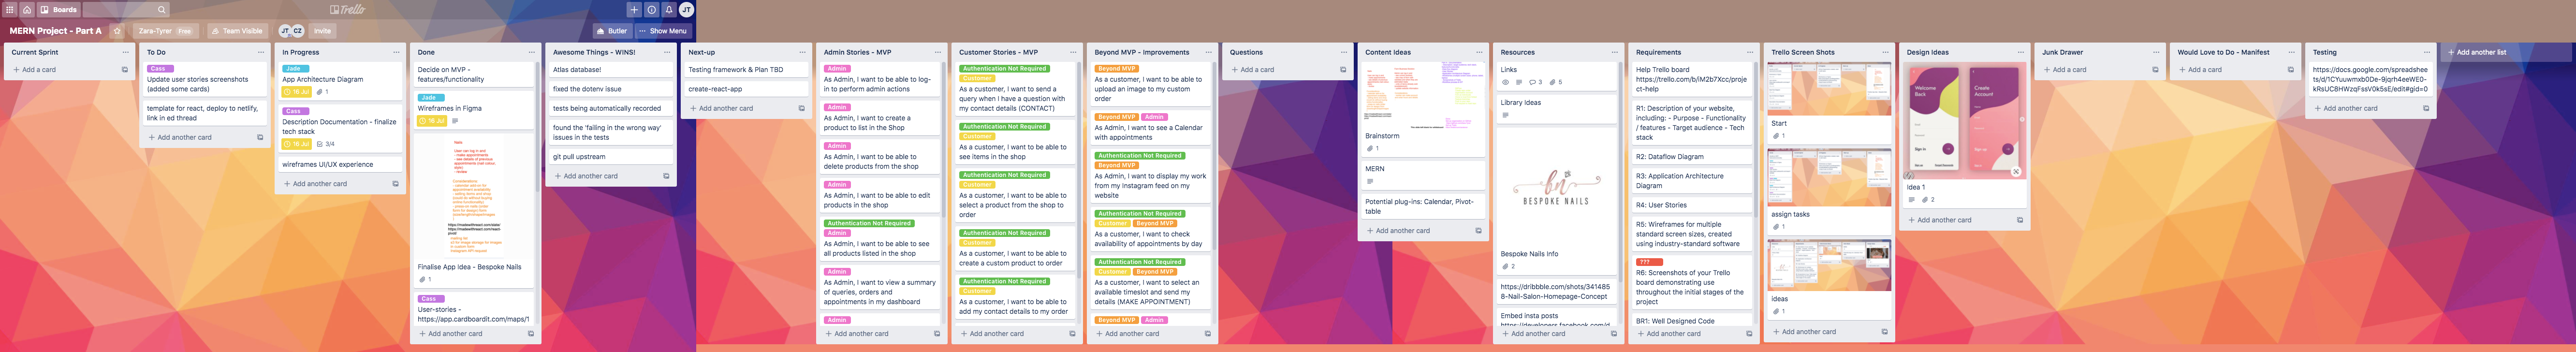 Boards
Trello
JT
MERN Project - Part A
Zara-Tyrer
Free
Team Visible
JT
CZ
Invite
Butler
Show Menu
Current Sprint
+ Add a card
To Do
Cass
Update user stories screenshots
(added some cards)
template for react, deploy to netlify,
link in ed thread
+ Add another card
In Progress
Jade
App Architecture Diagram
16 Jul
1
Cass
Description Documentation - finalize
tech stack
16 Jul
3/4
wireframes UI/UX experience
+ Add another card
Done
Decide on MVP -
features/functionality
Jade
Wireframes in Figma
16 Jul
Finalise App Idea - Bespoke Nails
1
Cass
User-stories -
https://app.cardboardit.com/maps/1
+ Add another card
Awesome Things - WINS!
Atlas database!
fixed the dotenv issue
tests being automatically recorded
found the 'failing in the wrong way'
issues in the tests
git pull upstream
+ Add another card
Next-up
Testing framework & Plan TBD
create-react-app
+ Add another card
Admin Stories - MVP
Admin
As Admin, I want to be able to log-
in to perform admin actions
Admin
As Admin, I want to create a
product to list in the Shop
Admin
As Admin, I want to be able to
delete products from the shop
Admin
As Admin, I want to be able to edit
products in the shop
Authentication Not Required
Admin
As Admin, I want to be able to see
all products listed in the shop
Admin
As Admin, I want to view a summary
of queries, orders and
appointments in my dashboard
Admin
+ Add another card
Customer Stories - MVP
Authentication Not Required
Customer
As a customer, I want to send a
query when I have a question with
my contact details (CONTACT)
Authentication Not Required
Customer
As a customer, I want to be able to
see items in the shop
Authentication Not Required
Customer
As a customer, I want to be able to
select a product from the shop to
order
Authentication Not Required
Customer
As a customer, I want to be able to
create a custom product to order
Authentication Not Required
Customer
As a customer, I want to be able to
add my contact details to my order
+ Add another card
Beyond MVP - improvements
Beyond MVP
As a customer, I want to be able to
upload an image to my custom
order
Beyond MVP
Admin
As Admin, I want to see a Calendar
with appointments
Authentication Not Required
Beyond MVP
As Admin, I want to display my work
from my instagram feed on my
website
Authentication Not Required
Customer
Beyond MVP
As a customer, I want to check
availability of appointments by day
Authentication Not Required
Customer
Beyond MVP
As a customer, I want to select an
available timeslot and send my
details (MAKE APPOINTMENT)
Beyond MVP
Admin
+ Add another card
Questions
+ Add a card
Content Ideas
Brainstorm
1
MERN
Potential plug-ins: Calendar, Pivot-
table
+ Add another card
Resources
Links
3
5
Library Ideas
bn
BESPOKE NAILS
Bespoke Nails Info
2
https://dribbble.com/shots/341485
8-Nail-Salon-Homepage-Concept
Embed insta posts
https://developers.facebook.com/d
+ Add another card
Requirements
Help Trello board
https://trello.com/b/iM2b7Xcc/proje
ct-help
R1: Description of your website,
including: - Purpose - Functionality
/ features - Target audience - Tech
stack
R2: Dataflow Diagram
R3: Application Architecture
Diagram
R4: User Stories
R5: Wireframes for multiple
standard screen sizes, created
using industry-standard software
???
R6: Screenshots of your Trello
board demonstrating use
throughout the initial stages of the
project
BR1: Well Designed Code
+ Add another card
Trello Screen Shots
Start
1
assign tasks
1
Ideas
1
+ Add another card
Design Ideas
Welcome
Back
Sign In
Create
Account
Sign up
Idea 1
2
+ Add another card
Junk Drawer
+ Add a card
Would Love to Do - Manifest
+ Add a card
Testing
https://docs.google.com/spreadshee
+ Add another card
+ Add another list